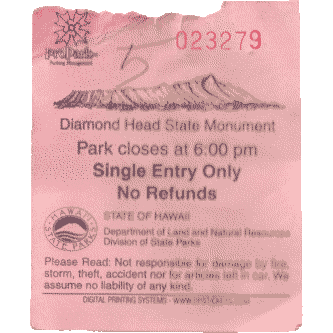 ProPark
Parking Management
5
023279
Diamond Head State Monument
Park closes at 6:00 pm
Single Entry Only
No Refunds
HAWAII
STATE PARKS
STATE OF HAWAII
Department of Land and Natural Resources
Division of State Parks
Please Read: Not responsible for damage by fire,
storm, theft, accident nor for articles left in car. We
assume no liability of any kind.
DIGITAL PRINTING SYSTEMS